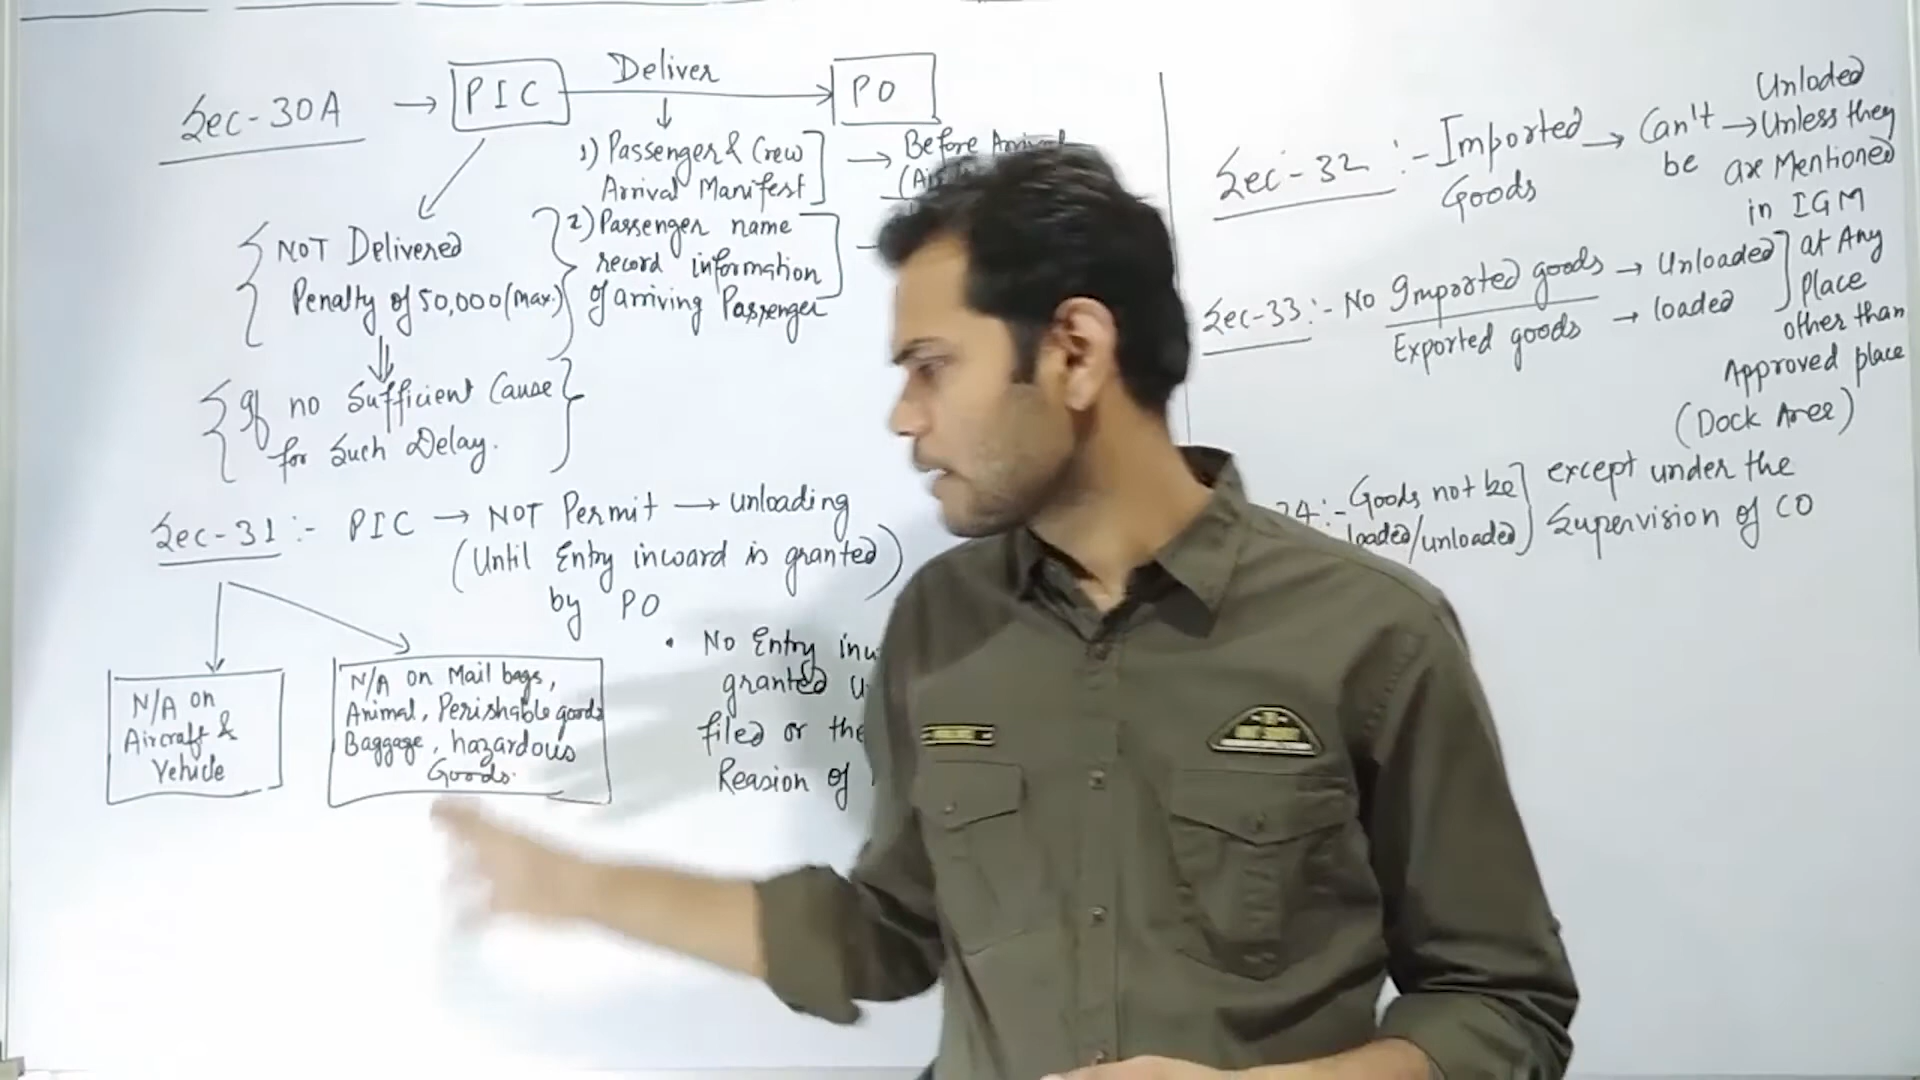 Sec-30A → PIC Deliver → PO
1) Passenger & Crew
Arrival Manifest
→ Before Arrival
2) Passenger name
record information
of arriving Passenger
{ NOT Delivered
Penalty of 50,000 (max.) }
{ If no Sufficient Cause
for Such Delay. }
Sec-31 :- PIC → NOT Permit → unloading
(Until Entry inward is granted)
by PO
N/A on
Aircraft &
Vehicle
N/A on Mail bags,
Animal, Perishable goods
Baggage, hazardous
Goods.
• No Entry
granted
filed or the
Reasion of
Sec-32 :- Imported
Goods
→ Can't
be
→ Unloded
Unless they
are Mentioned
in IGM
Sec-33 :- No Imported goods → Unloaded
Exported goods → loaded
at Any
Place
other than
Approved place
(Dock Area)
:- Goods not be
loaded/unloaded
except under the
Supervision of CO